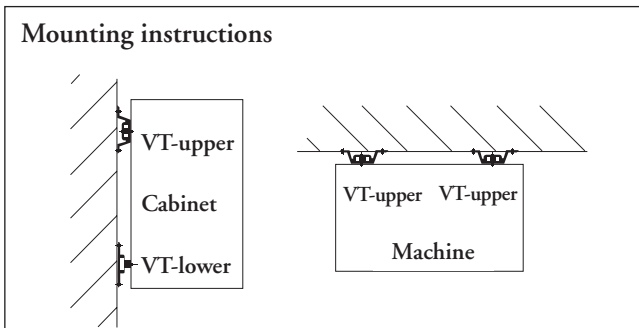 Mounting instructions
VT-upper
Cabinet
VT-lower
VT-upper VT-upper
Machine